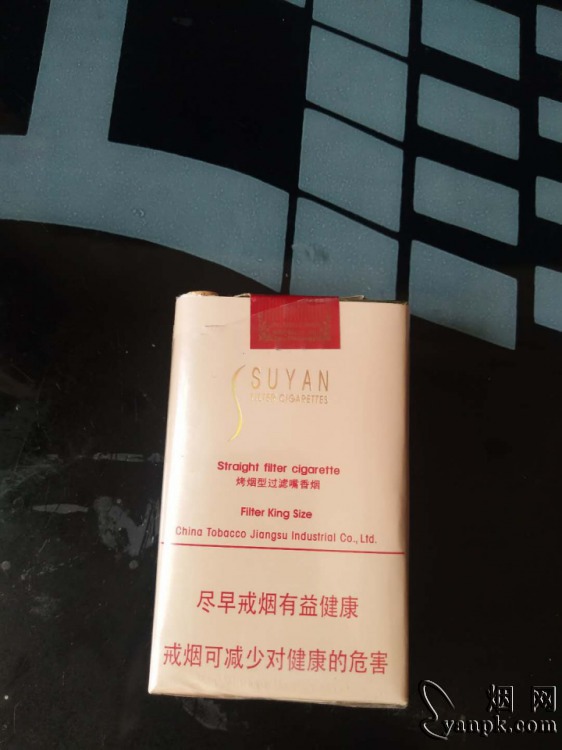 SUYAN
FILTER CIGARETTES
Straight filter cigarette
烤烟型过滤嘴香烟
Filter King Size
China Tobacco Jiangsu Industrial Co., Ltd.
尽早戒烟有益健康
戒烟可减少对健康的危害
烟网
yanpk.com